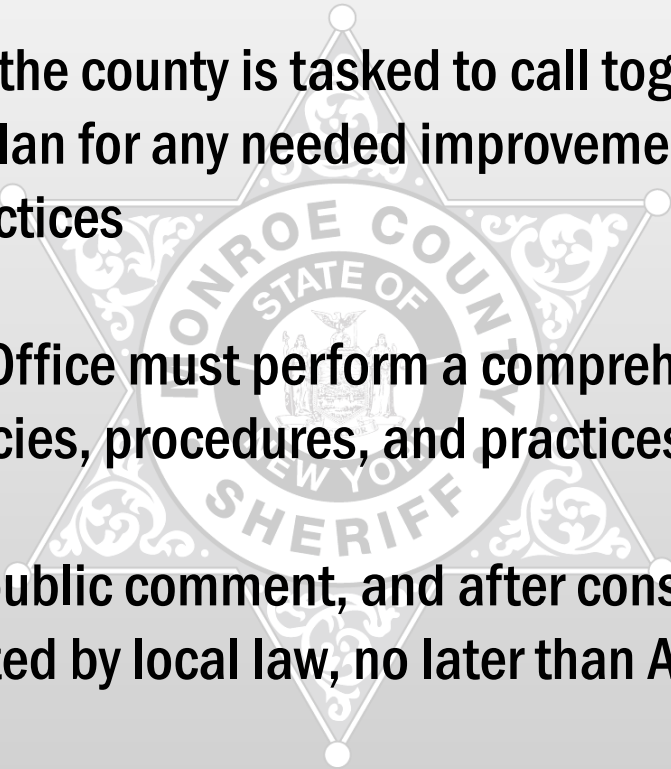 the county is tasked to call tog
lan for any needed improveme
ctices
MONROE COUNTY
STATE OF
Office must perform a compreh
cies, procedures, and practices
NEW YORK
SHERIFF
public comment, and after cons
ted by local law, no later than A